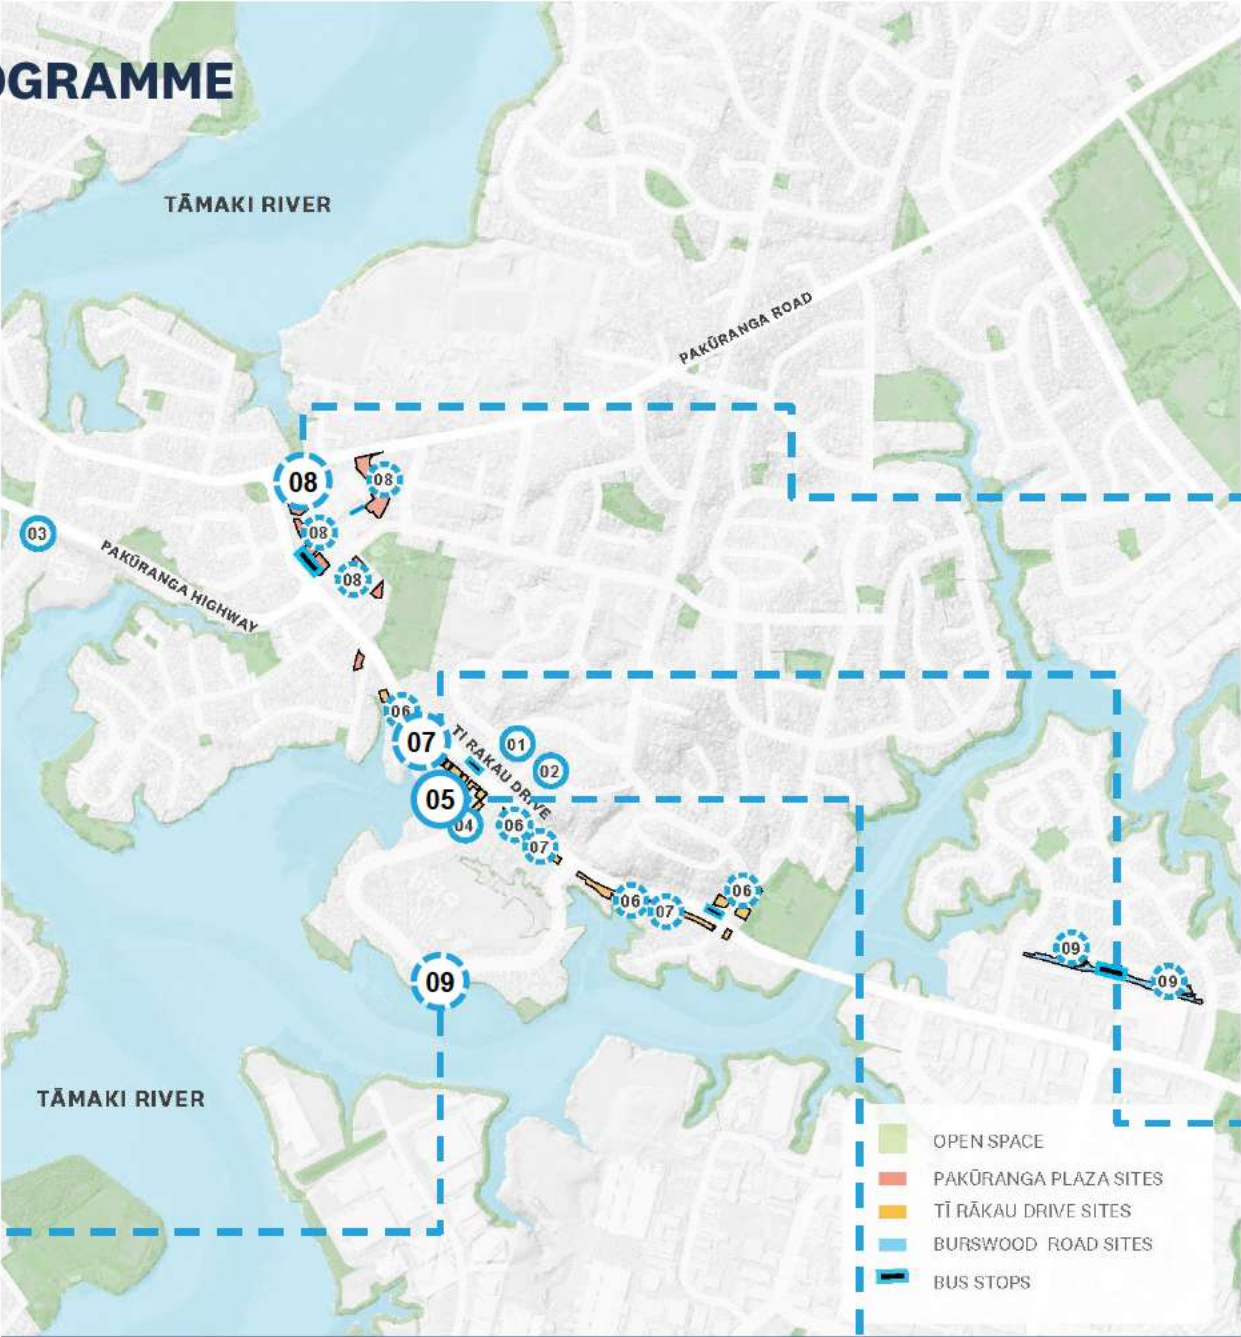 OGRAMME
TĀMAKI RIVER
PAKŪRANGA ROAD
08
08
08
03
08
PAKŪRANGA HIGHWAY
06
07
TĪ RAKAU DRIVE
01
02
05
04
06
07
06
06
07
09
09
09
TĀMAKI RIVER
OPEN SPACE
PAKŪRANGA PLAZA SITES
TĪ RĀKAU DRIVE SITES
BURSWOOD ROAD SITES
BUS STOPS